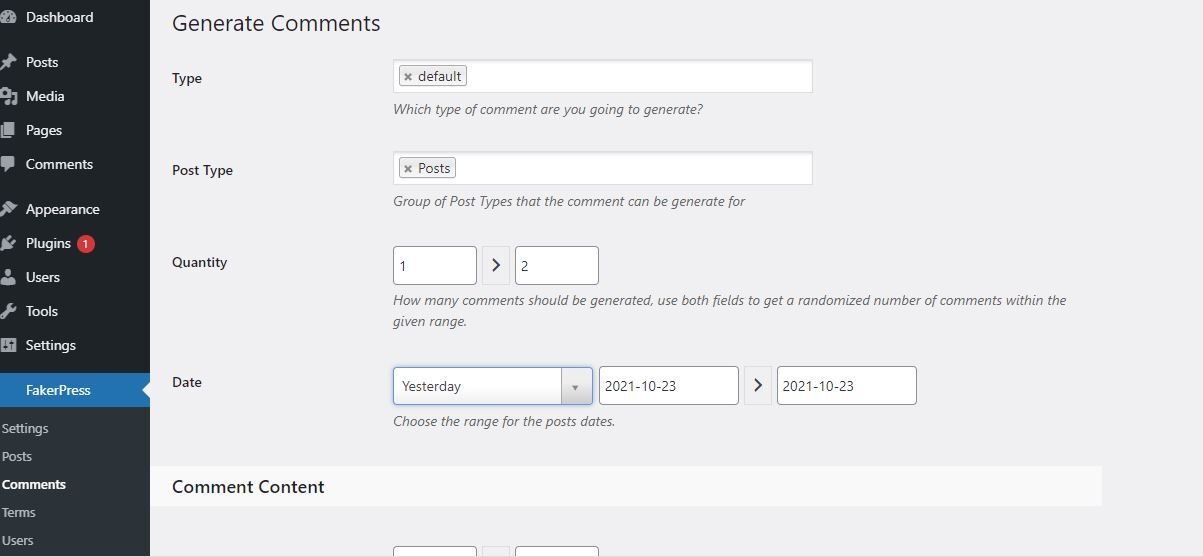 Dashboard
Posts
Media
Pages
Comments
Appearance
Plugins 1
Users
Tools
Settings
FakerPress
Settings
Posts
Comments
Terms
Users
Generate Comments
Type
× default
Which type of comment are you going to generate?
Post Type
× Posts
Group of Post Types that the comment can be generate for
Quantity
1 > 2
How many comments should be generated, use both fields to get a randomized number of comments within the
given range.
Date
Yesterday 2021-10-23 > 2021-10-23
Choose the range for the posts dates.
Comment Content